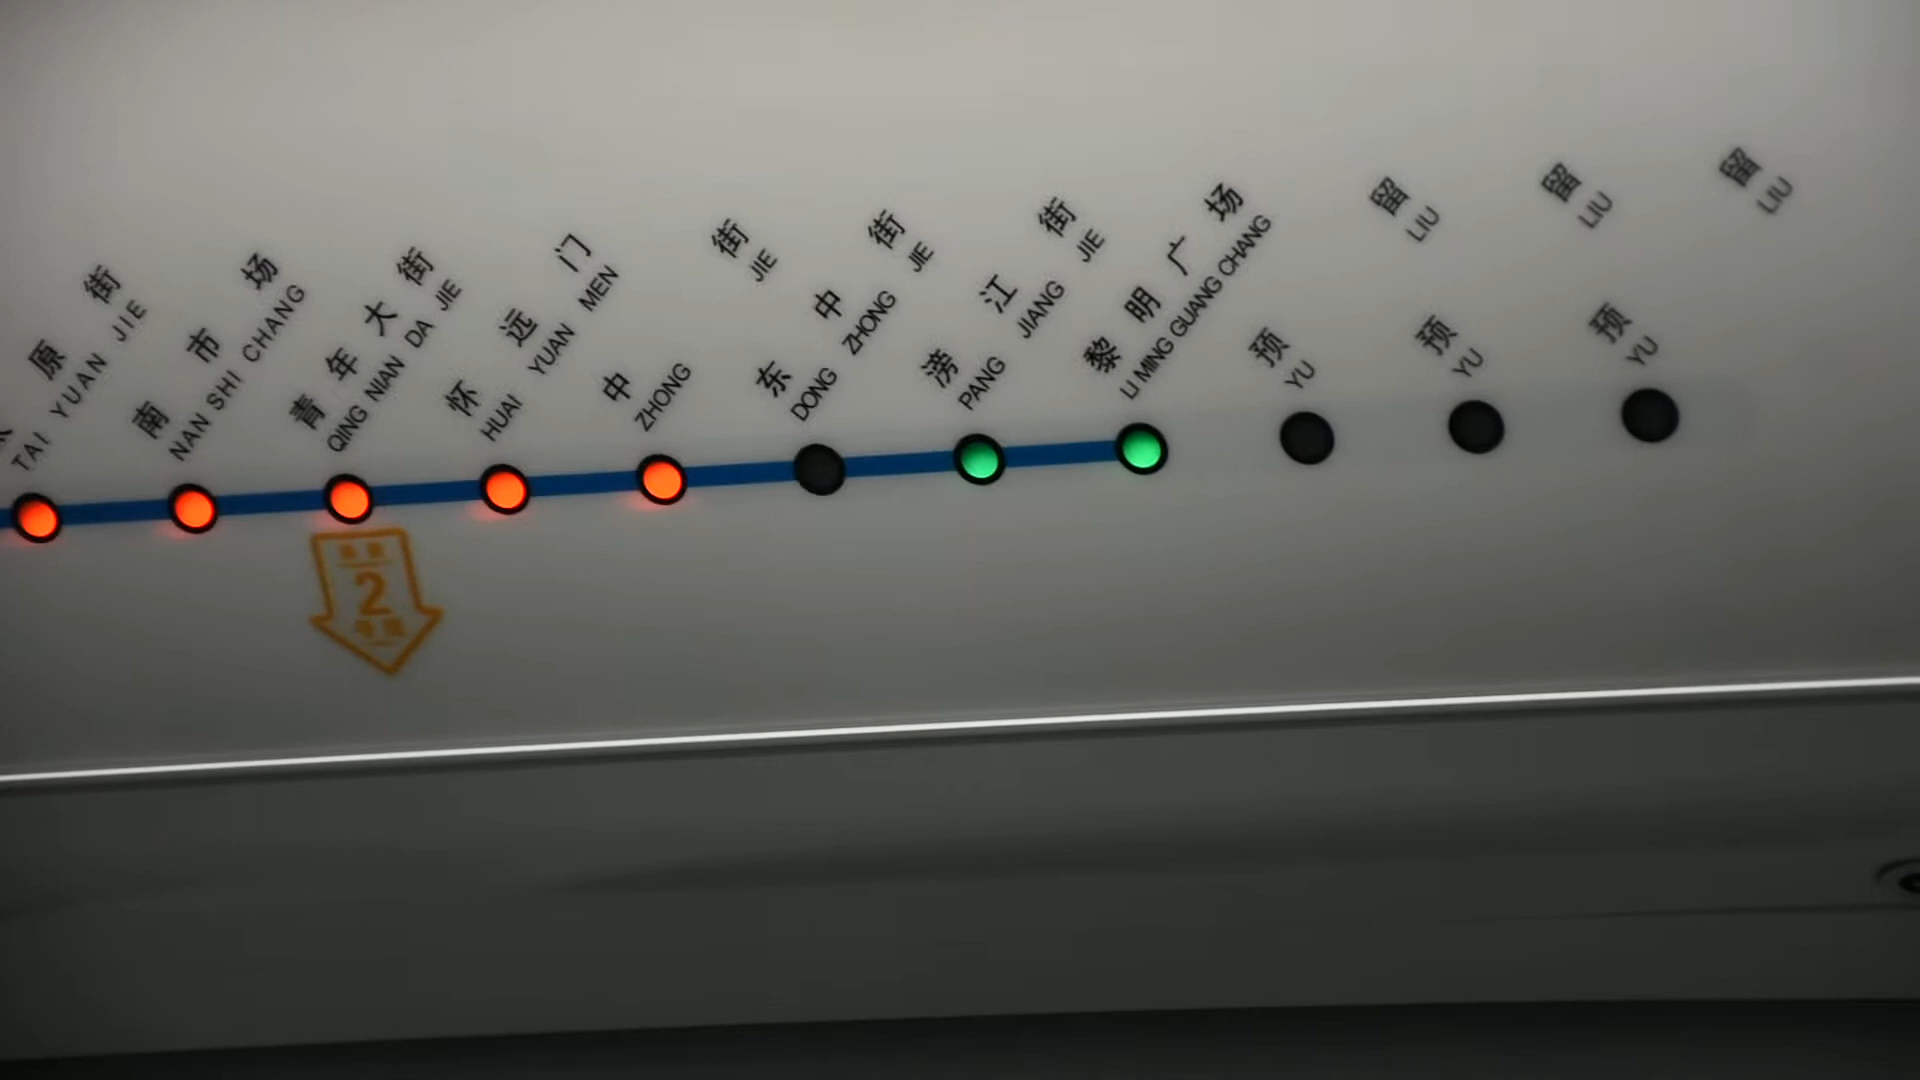 原街
TAI YUAN JIE
南市场
NAN SHI CHANG
青年大街
QING NIAN DA JIE
怀远门
HUAI YUAN MEN
中街
ZHONG JIE
东中街
DONG ZHONG JIE
滂江街
PANG JIANG JIE
黎明广场
LI MING GUANG CHANG
预留
YU LIU
预留
YU LIU
预留
YU LIU
2
号线